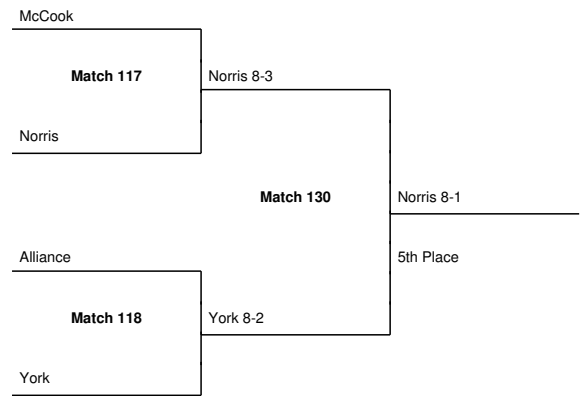 McCook
Match 117
Norris 8-3
Norris
Match 130
Norris 8-1
Alliance
5th Place
Match 118
York 8-2
York